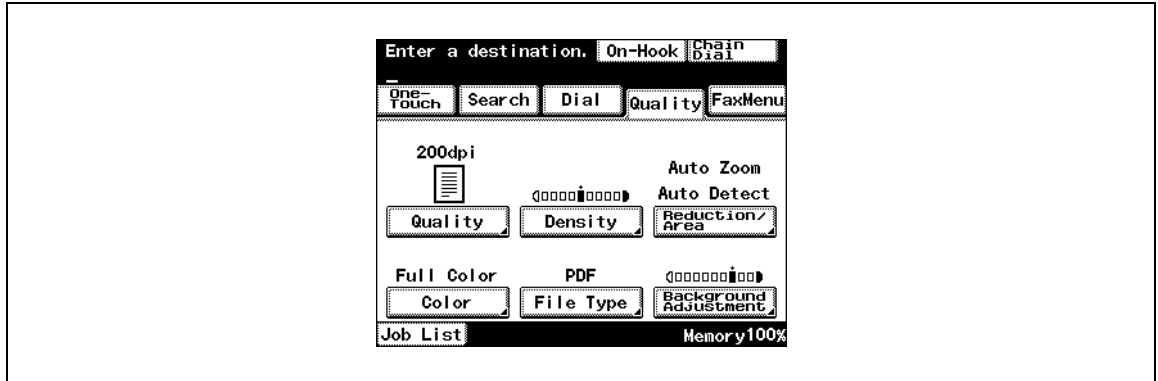 Enter a destination. On-Hook Chain Dial
One-Touch Search Dial Quality FaxMenu
200dpi
Auto Zoom
Auto Detect
Quality Density Reduction/Area
Full Color PDF
Color File Type Background Adjustment
Job List Memory100%